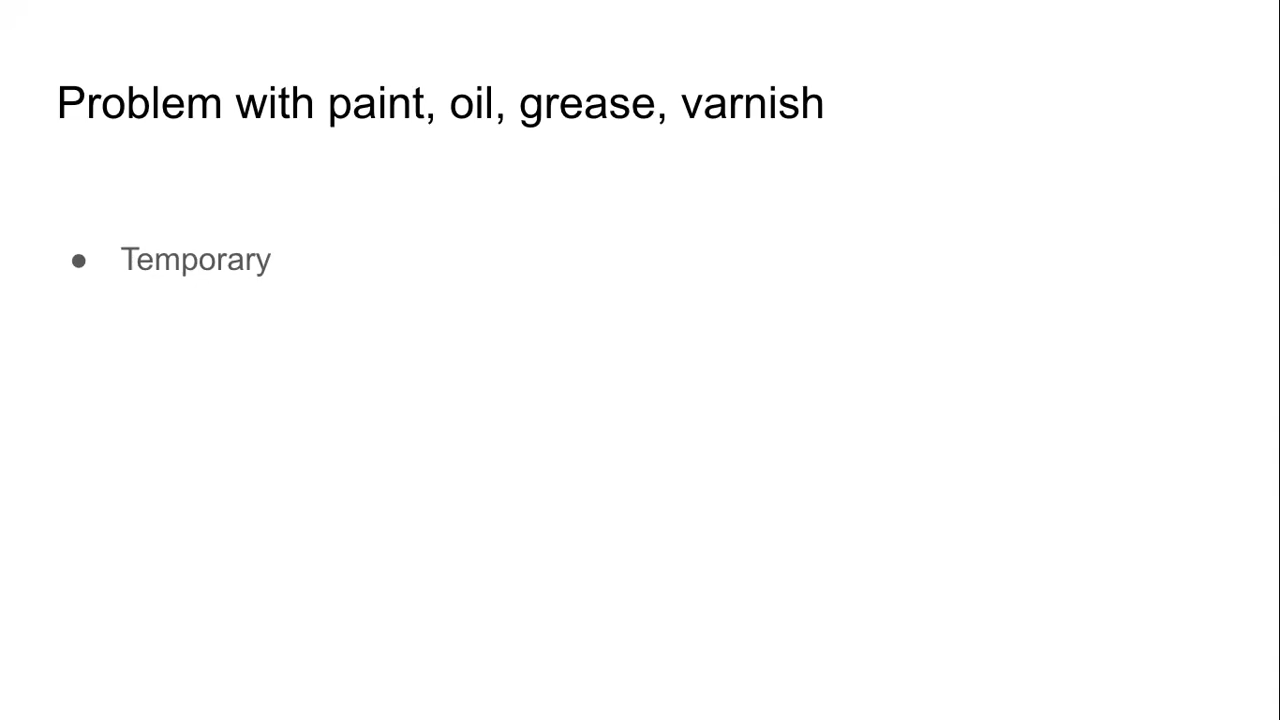 Problem with paint, oil, grease, varnish
● Temporary